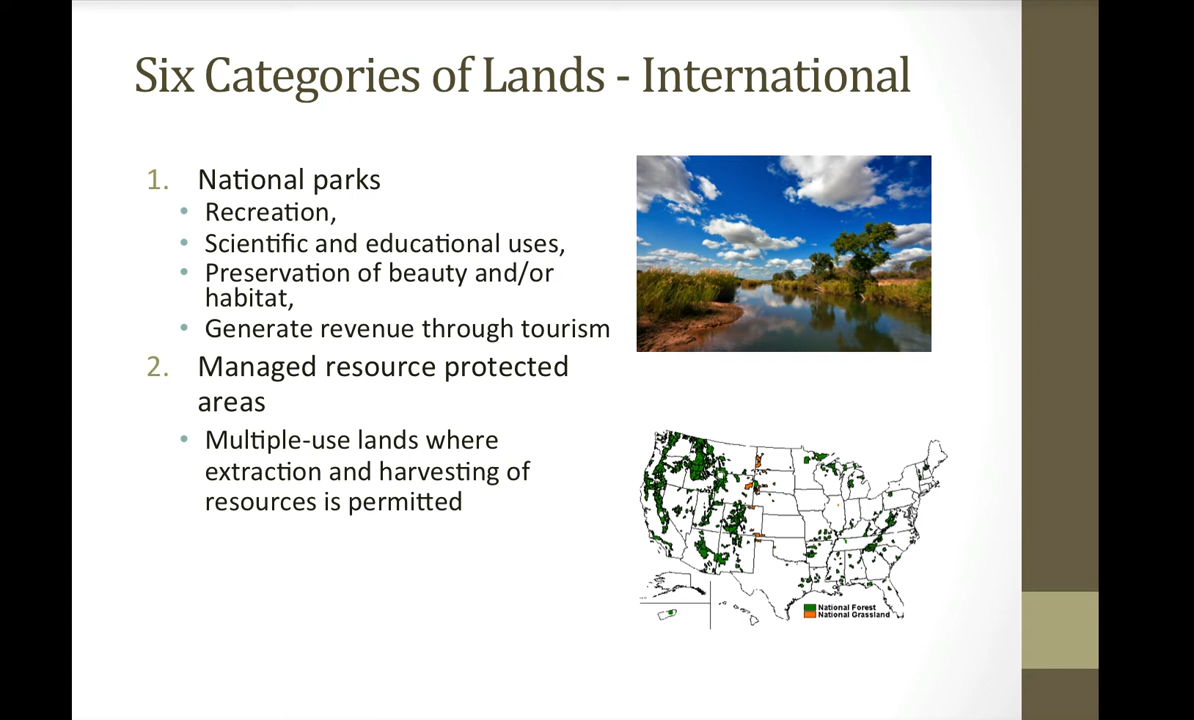 Six Categories of Lands - International
1. National parks
• Recreation,
• Scientific and educational uses,
• Preservation of beauty and/or
habitat,
• Generate revenue through tourism
2. Managed resource protected
areas
• Multiple-use lands where
extraction and harvesting of
resources is permitted
National Forest
National Grassland